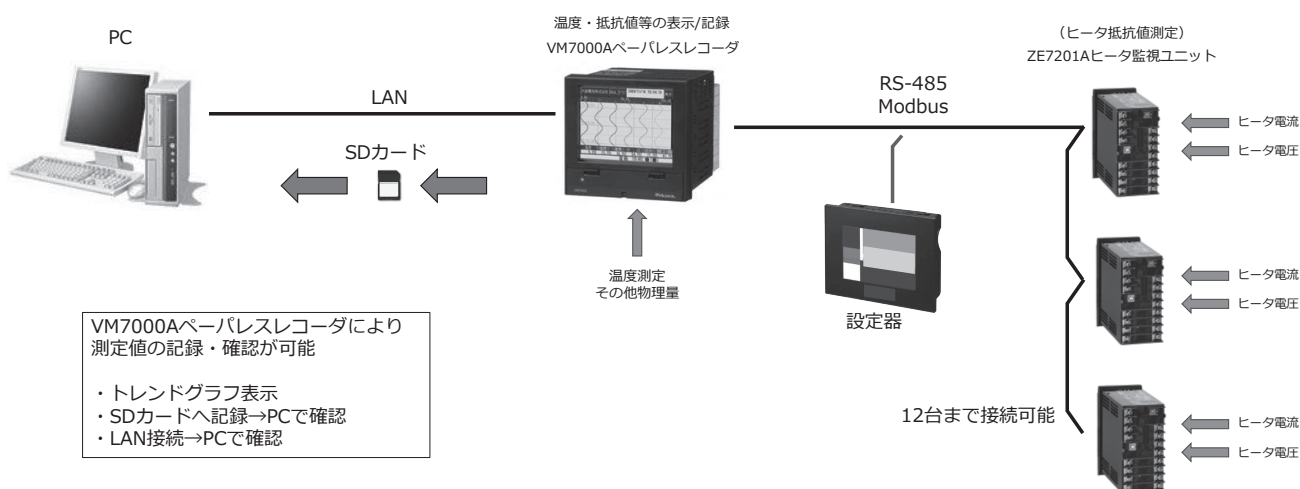 PC
温度・抵抗値等の表示/記録
VM7000Aペーパレスレコーダ
（ヒータ抵抗値測定）
ZE7201Aヒータ監視ユニット
LAN
RS-485
Modbus
SDカード
ヒータ電流
ヒータ電圧
温度測定
その他物理量
設定器
ヒータ電流
ヒータ電圧
VM7000Aペーパレスレコーダにより
測定値の記録・確認が可能
・トレンドグラフ表示
・SDカードへ記録→PCで確認
・LAN接続→PCで確認
12台まで接続可能
ヒータ電流
ヒータ電圧